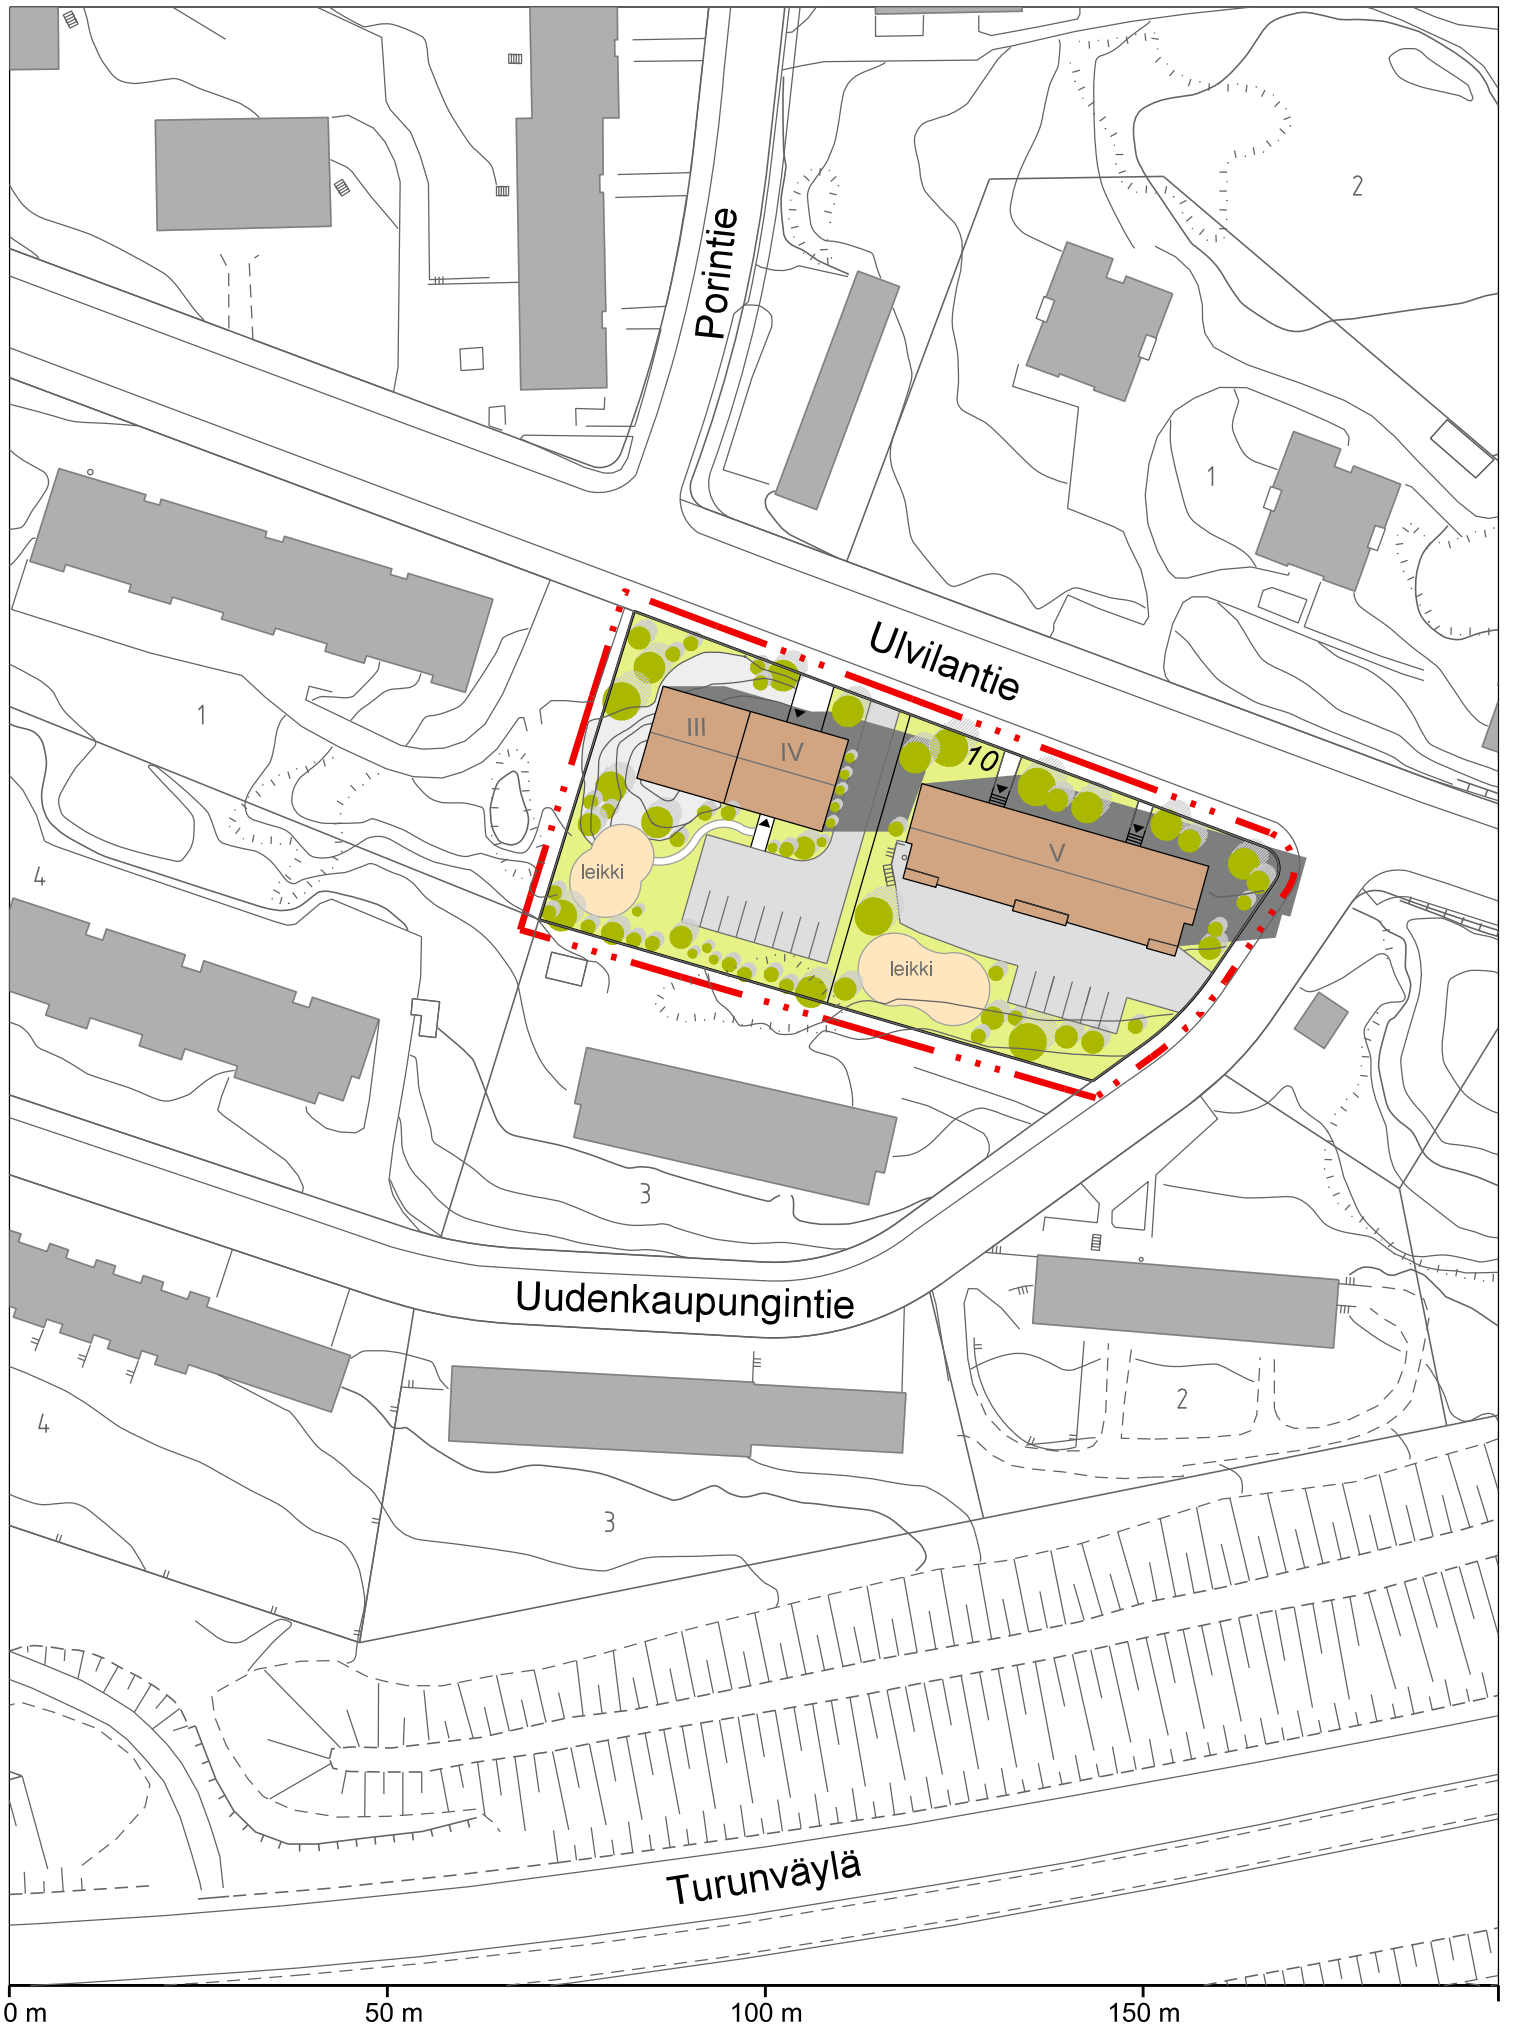 2
Porintie
1
Ulvilantie
III
IV
10
1
V
leikki
4
leikki
3
Uudenkaupungintie
2
4
3
Turunväylä
0 m
50 m
100 m
150 m